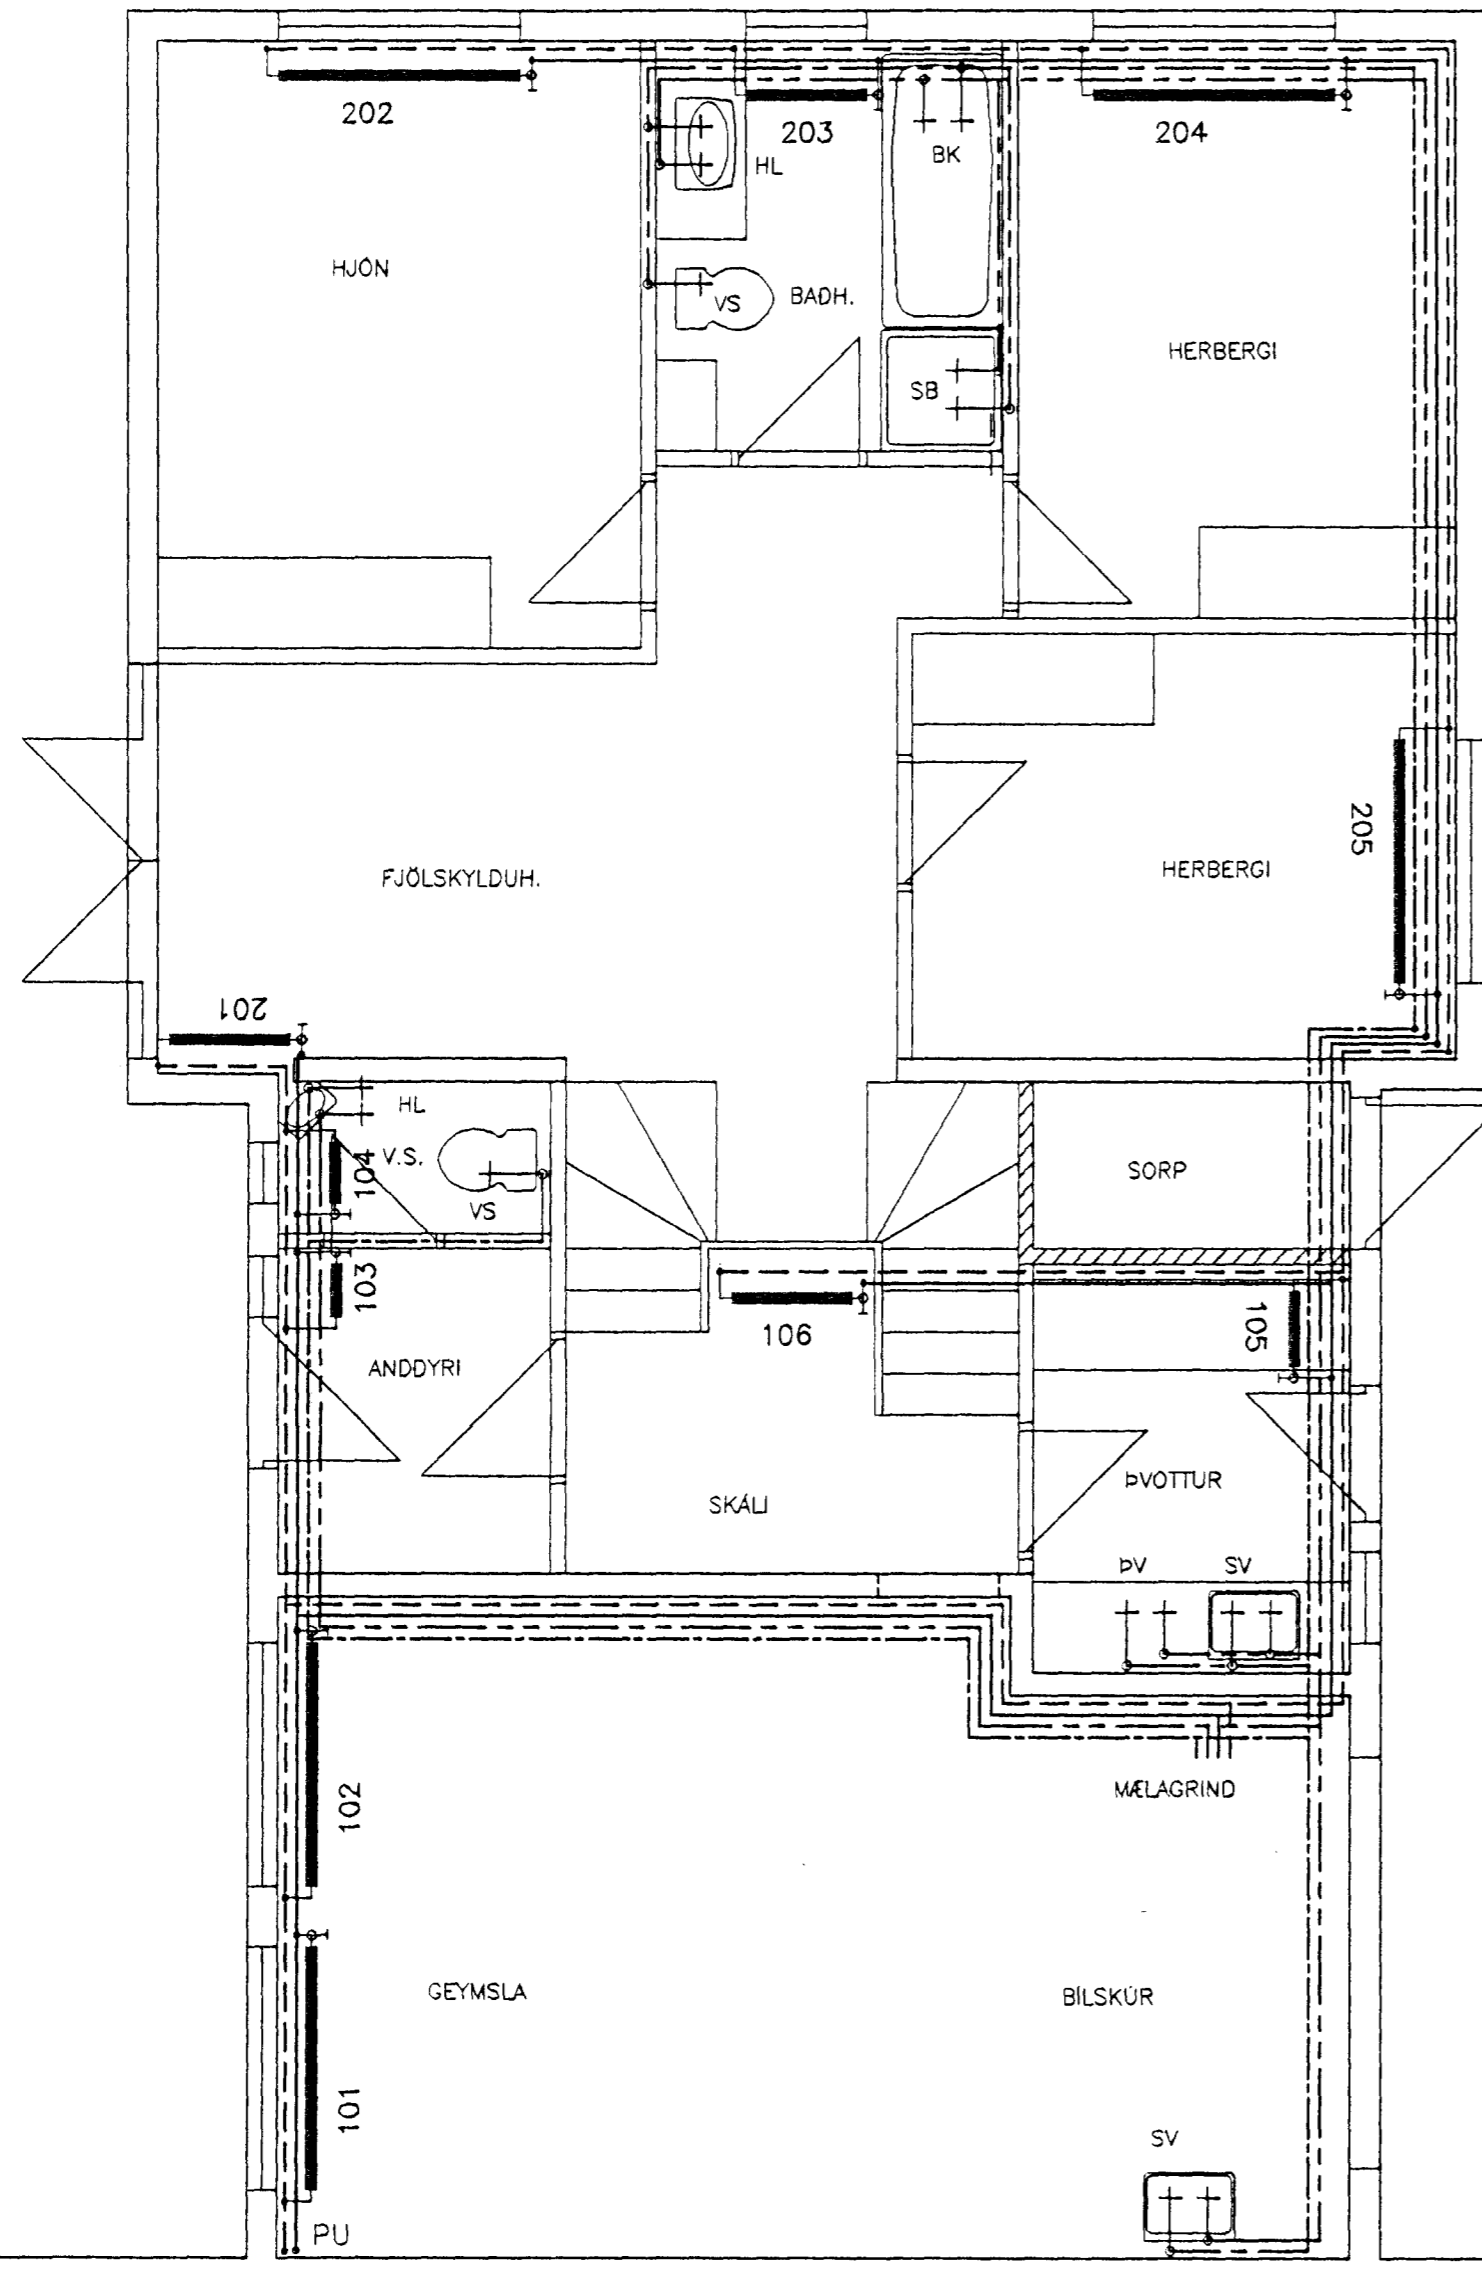 202
203
204
HL
BK
HJÓN
VS
BAÐH.
HERBERGI
SB
205
FJÖLSKYLDUH.
HERBERGI
201
HL
104
V.S.
VS
SORP
103
106
105
ANDDYRI
SKÁLI
ÞVOTTUR
ÞV
SV
MÆLAGRIND
102
GEYMSLA
BÍLSKÚR
101
SV
PU